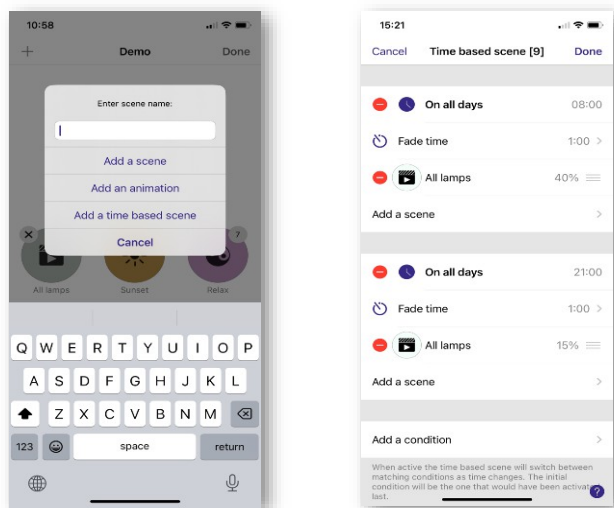 10:58
Demo
Done
Enter scene name:
Add a scene
Add an animation
Add a time based scene
Cancel
7
All lamps
Sunset
Relax
Q W E R T Y U I O P
A S D F G H J K L
Z X C V B N M
123
space
return
15:21
Cancel
Time based scene [9]
Done
On all days
08:00
Fade time
1:00
All lamps
40%
Add a scene
On all days
21:00
Fade time
1:00
All lamps
15%
Add a scene
Add a condition
When active the time based scene will switch between
matching conditions as time changes. The initial
condition will be the one that would have been activated
last.
?